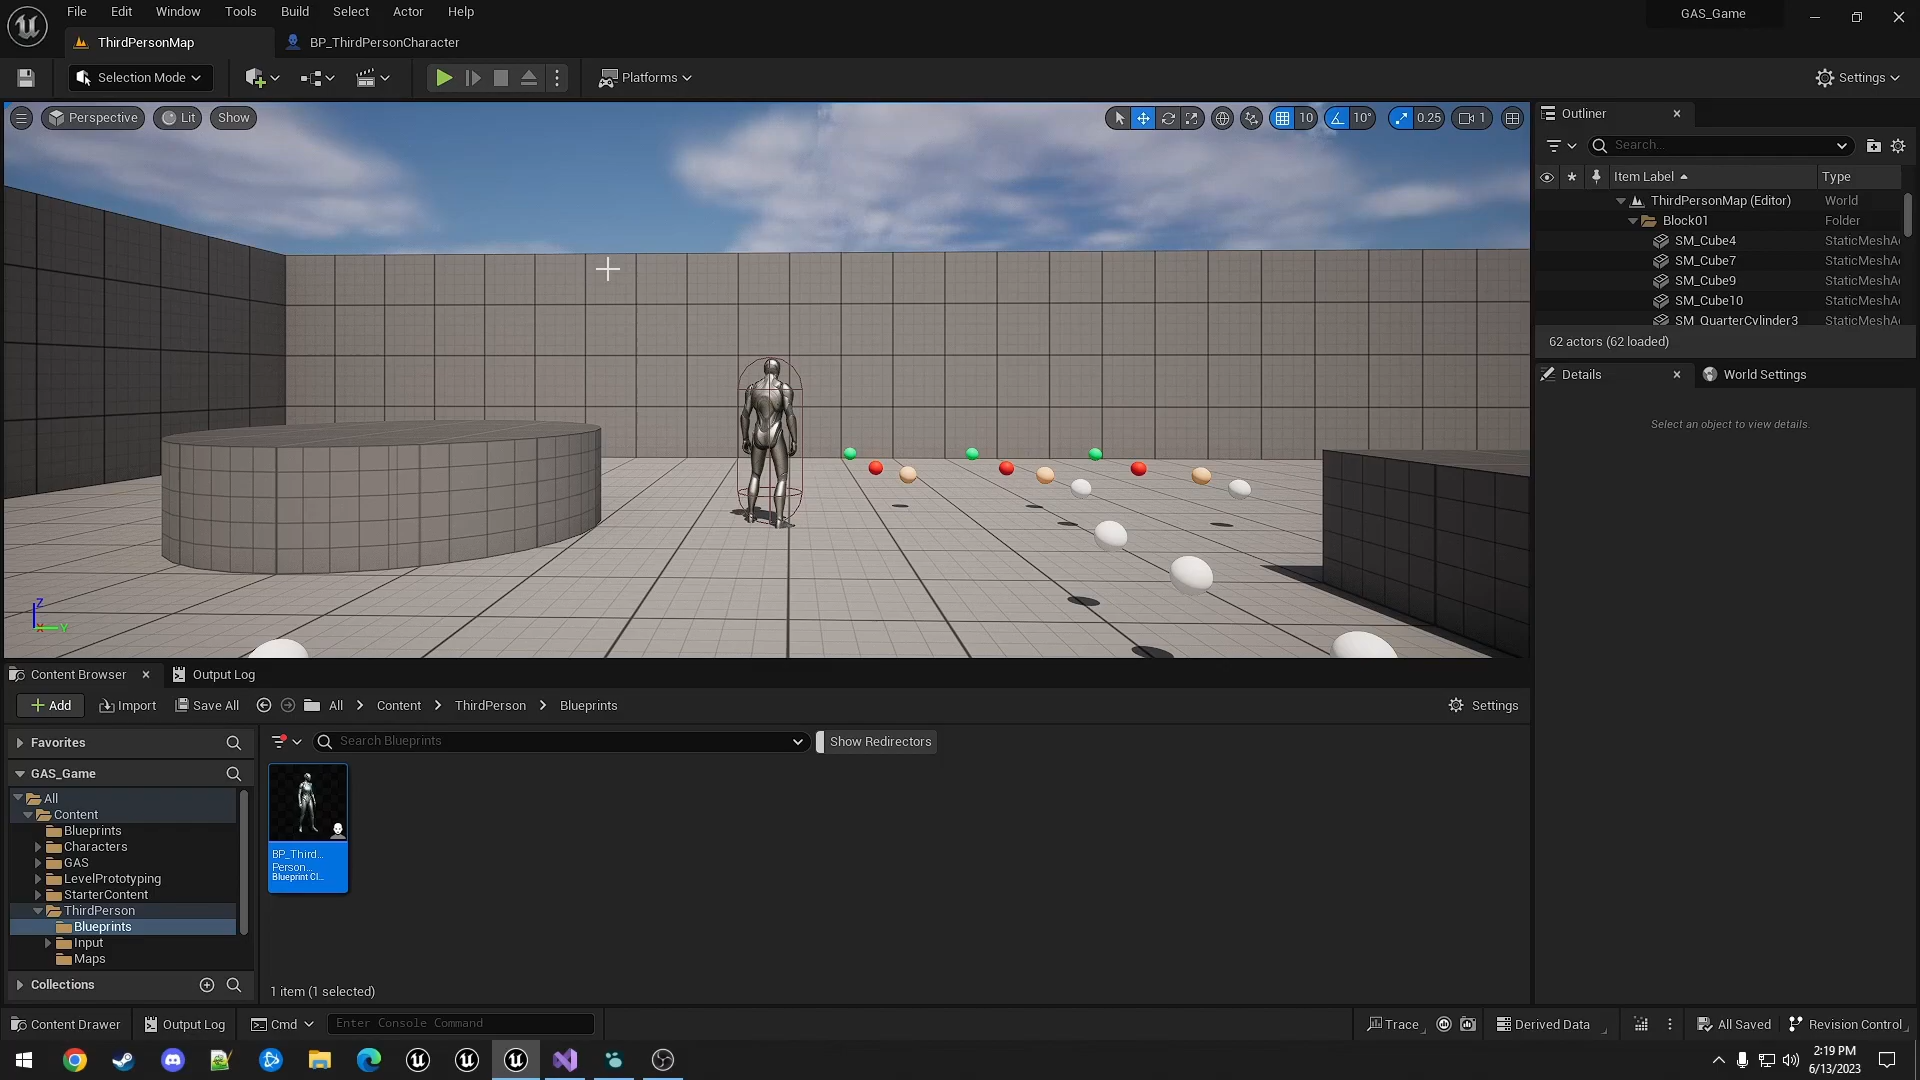 File Edit Window Tools Build Select Actor Help
GAS_Game
ThirdPersonMap
BP_ThirdPersonCharacter
Selection Mode
Platforms
Settings
Perspective
Lit
Show
10
10°
0.25
1
Outliner
Search...
Item Label
Type
ThirdPersonMap (Editor) World
Block01 Folder
SM_Cube4 StaticMeshA
SM_Cube7 StaticMeshA
SM_Cube9 StaticMeshA
SM_Cube10 StaticMeshA
SM_QuarterCylinder3 StaticMeshA
62 actors (62 loaded)
Details
World Settings
Select an object to view details.
Z
X
Y
Content Browser
Output Log
Add
Import
Save All
All
Content
ThirdPerson
Blueprints
Settings
Favorites
Search Blueprints
Show Redirectors
GAS_Game
All
Content
Blueprints
Characters
GAS
LevelPrototyping
StarterContent
ThirdPerson
Blueprints
Input
Maps
Collections
BP_Third...
Person...
Blueprint Cl...
1 item (1 selected)
Content Drawer
Output Log
Cmd
Enter Console Command
Trace
Derived Data
All Saved
Revision Control
2:19 PM
6/13/2023